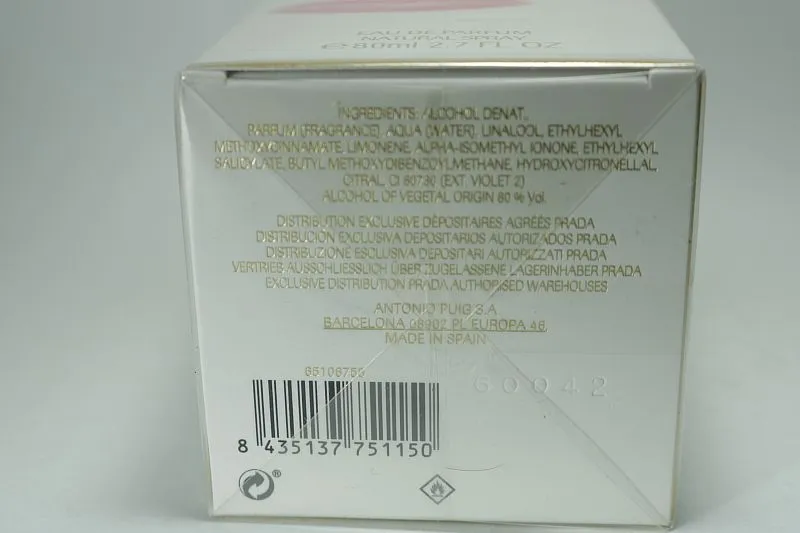 EAU DE PARFUM
NATURAL SPRAY
℮ 80ml 2.7 FL OZ
INGREDIENTS: ALCOHOL DENAT.,
PARFUM (FRAGRANCE), AQUA (WATER), LINALOOL, ETHYLHEXYL
METHOXYCINNAMATE, LIMONENE, ALPHA-ISOMETHYL IONONE, ETHYLHEXYL
SALICYLATE, BUTYL METHOXYDIBENZOYLMETHANE, HYDROXYCITRONELLAL,
CITRAL, CI 60730 (EXT. VIOLET 2)
ALCOHOL OF VEGETAL ORIGIN 80 % Vol.
DISTRIBUTION EXCLUSIVE DÉPOSITAIRES AGRÉÉS PRADA
DISTRIBUCIÓN EXCLUSIVA DEPOSITARIOS AUTORIZADOS PRADA
DISTRIBUZIONE ESCLUSIVA DEPOSITARI AUTORIZZATI PRADA
VERTRIEB AUSSCHLIESSLICH ÜBER ZUGELASSENE LAGERINHABER PRADA
EXCLUSIVE DISTRIBUTION PRADA AUTHORISED WAREHOUSES
ANTONIO PUIG S.A.
BARCELONA 08902 PL EUROPA 46
MADE IN SPAIN
65106759
60042
8 435137 751150
®